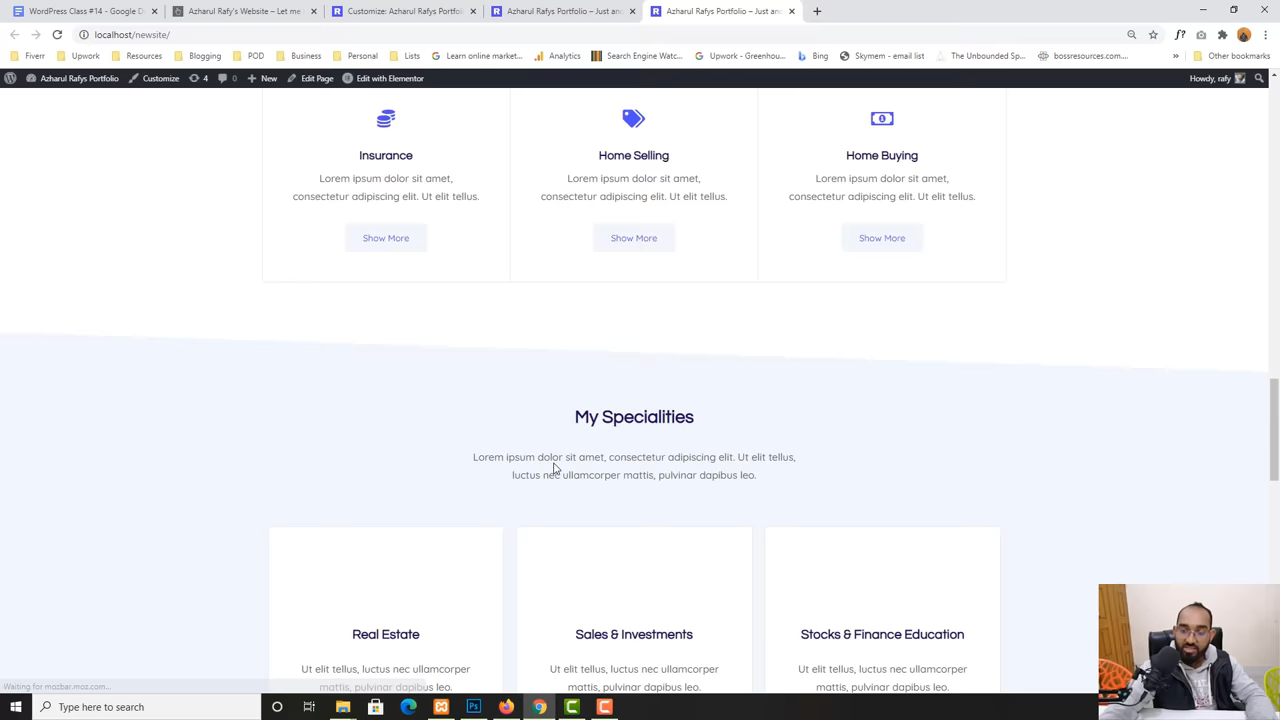 WordPress Class #14 - Google D
Azharul Rafy's Website – Let me
Customize: Azharul Rafys Portfoli
Azharul Rafys Portfolio – Just an
Azharul Rafys Portfolio – Just an
localhost/newsite/
Fiverr
Upwork
Resources
Blogging
POD
Business
Personal
Lists
Learn online market...
Analytics
Search Engine Watc...
Upwork - Greenhou...
Bing
Skymem - email list
The Unbounded Sp...
bossresources.com...
»
Other bookmarks
Azharul Rafys Portfolio
Customize
4
0
New
Edit Page
Edit with Elementor
Howdy, rafy
Insurance
Home Selling
Home Buying
Lorem ipsum dolor sit amet,
consectetur adipiscing elit. Ut elit tellus.
Lorem ipsum dolor sit amet,
consectetur adipiscing elit. Ut elit tellus.
Lorem ipsum dolor sit amet,
consectetur adipiscing elit. Ut elit tellus.
Show More
Show More
Show More
My Specialities
Lorem ipsum dolor sit amet, consectetur adipiscing elit. Ut elit tellus,
luctus nec ullamcorper mattis, pulvinar dapibus leo.
Real Estate
Sales & Investments
Stocks & Finance Education
Ut elit tellus, luctus nec ullamcorper
mattis, pulvinar dapibus leo.
Ut elit tellus, luctus nec ullamcorper
mattis, pulvinar dapibus leo.
Ut elit tellus, luctus nec ullamcorper
mattis, pulvinar dapibus leo.
Waiting for mozbar.moz.com...
Type here to search
Ps